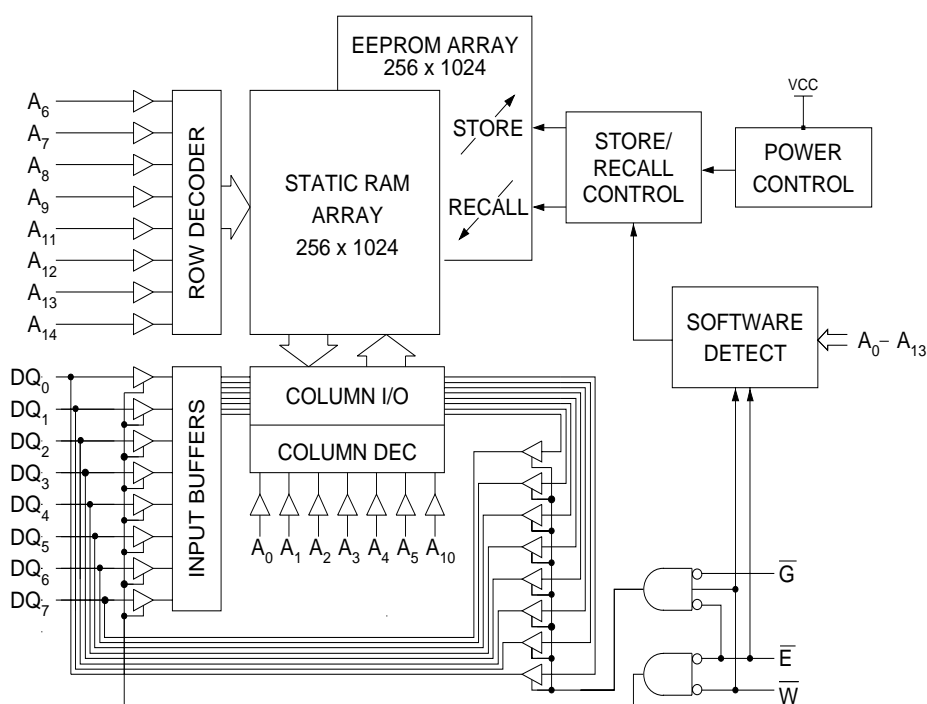 EEPROM ARRAY
256 x 1024
STORE
RECALL
STATIC RAM
ARRAY
256 x 1024
STORE/
RECALL
CONTROL
VCC
POWER
CONTROL
A6
A7
A8
A9
A11
A12
A13
A14
ROW DECODER
SOFTWARE
DETECT
A0– A13
DQ0
DQ1
DQ2
DQ3
DQ4
DQ5
DQ6
DQ7
INPUT BUFFERS
COLUMN I/O
COLUMN DEC
A0 A1 A2 A3 A4 A5 A10
G̅
E̅
W̅